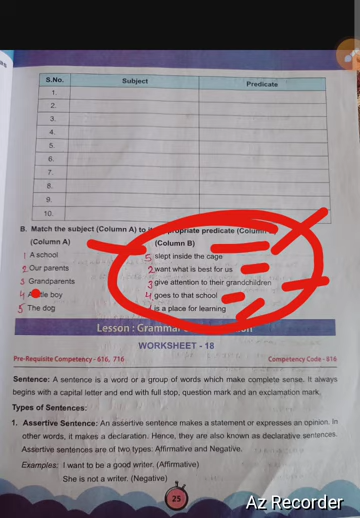 S.No. Subject Predicate
1.
2.
3.
4.
5.
6.
7.
8.
9.
10.
B. Match the subject (Column A) to propriate predicate (Column
(Column A) (Column B)
1 A school 5 slept inside the cage
2 Our parents 2 want what is best for us
3 Grandparents 3 give attention to their grandchildren
4 boy 4 goes to that school
5 The dog is a place for learning
Lesson : Gramma
WORKSHEET - 18
Pre-Requisite Competency - 616, 716 Competency Code - 816
Sentence: A sentence is a word or a group of words which make complete sense. It always
begins with a capital letter and end with full stop, question mark and an exclamation mark.
Types of Sentences:
1. Assertive Sentence: An assertive sentence makes a statement or expresses an opinion. In
other words, it makes a declaration. Hence, they are also known as declarative sentences.
Assertive sentences are of two types: Affirmative and Negative.
Examples: I want to be a good writer. (Affirmative)
She is not a writer. (Negative)
25
Az Recorder